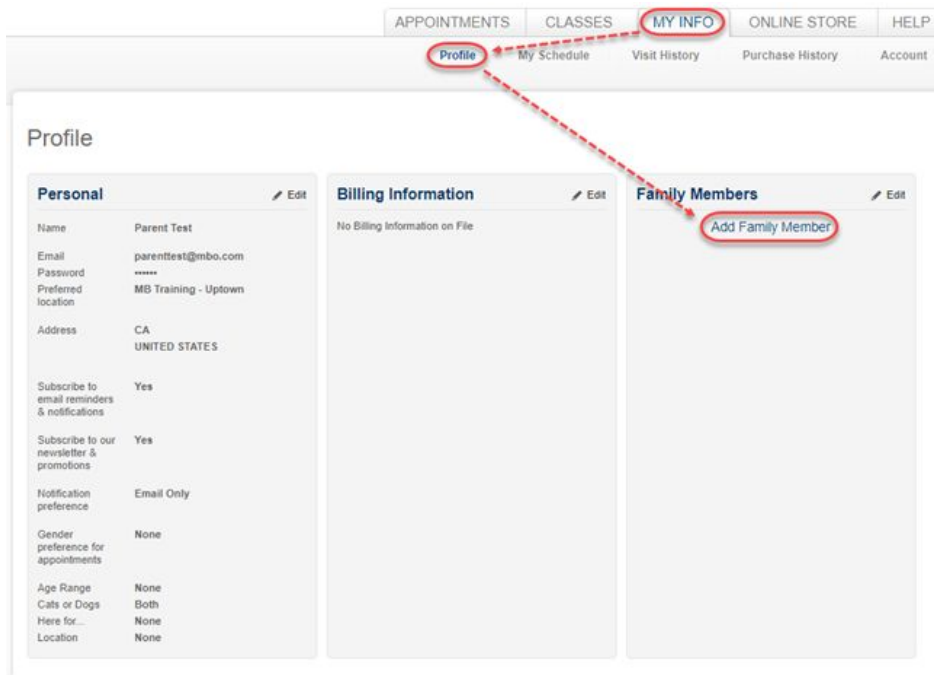 APPOINTMENTS CLASSES MY INFO ONLINE STORE HELP
Profile My Schedule Visit History Purchase History Account
Profile
Personal Edit
Name Parent Test
Email parenttest@mbo.com
Password ••••••
Preferred MB Training - Uptown
location
Address CA
UNITED STATES
Subscribe to Yes
email reminders
& notifications
Subscribe to our Yes
newsletter &
promotions
Notification Email Only
preference
Gender None
preference for
appointments
Age Range None
Cats or Dogs Both
Here for... None
Location None
Billing Information Edit
No Billing Information on File
Family Members Edit
Add Family Member